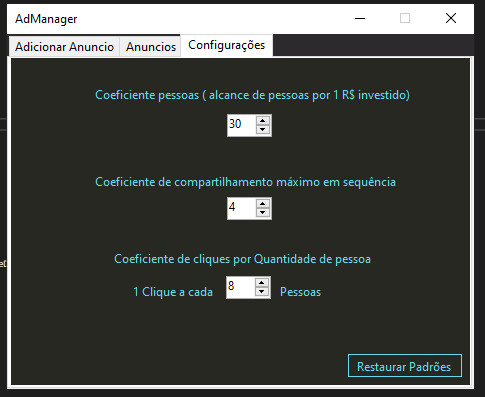 AdManager
Adicionar Anuncio Anuncios Configurações
Coeficiente pessoas ( alcance de pessoas por 1 R$ investido)
30
Coeficiente de compartilhamento máximo em sequência
4
Coeficiente de cliques por Quantidade de pessoa
1 Clique a cada 8 Pessoas
Restaurar Padrões